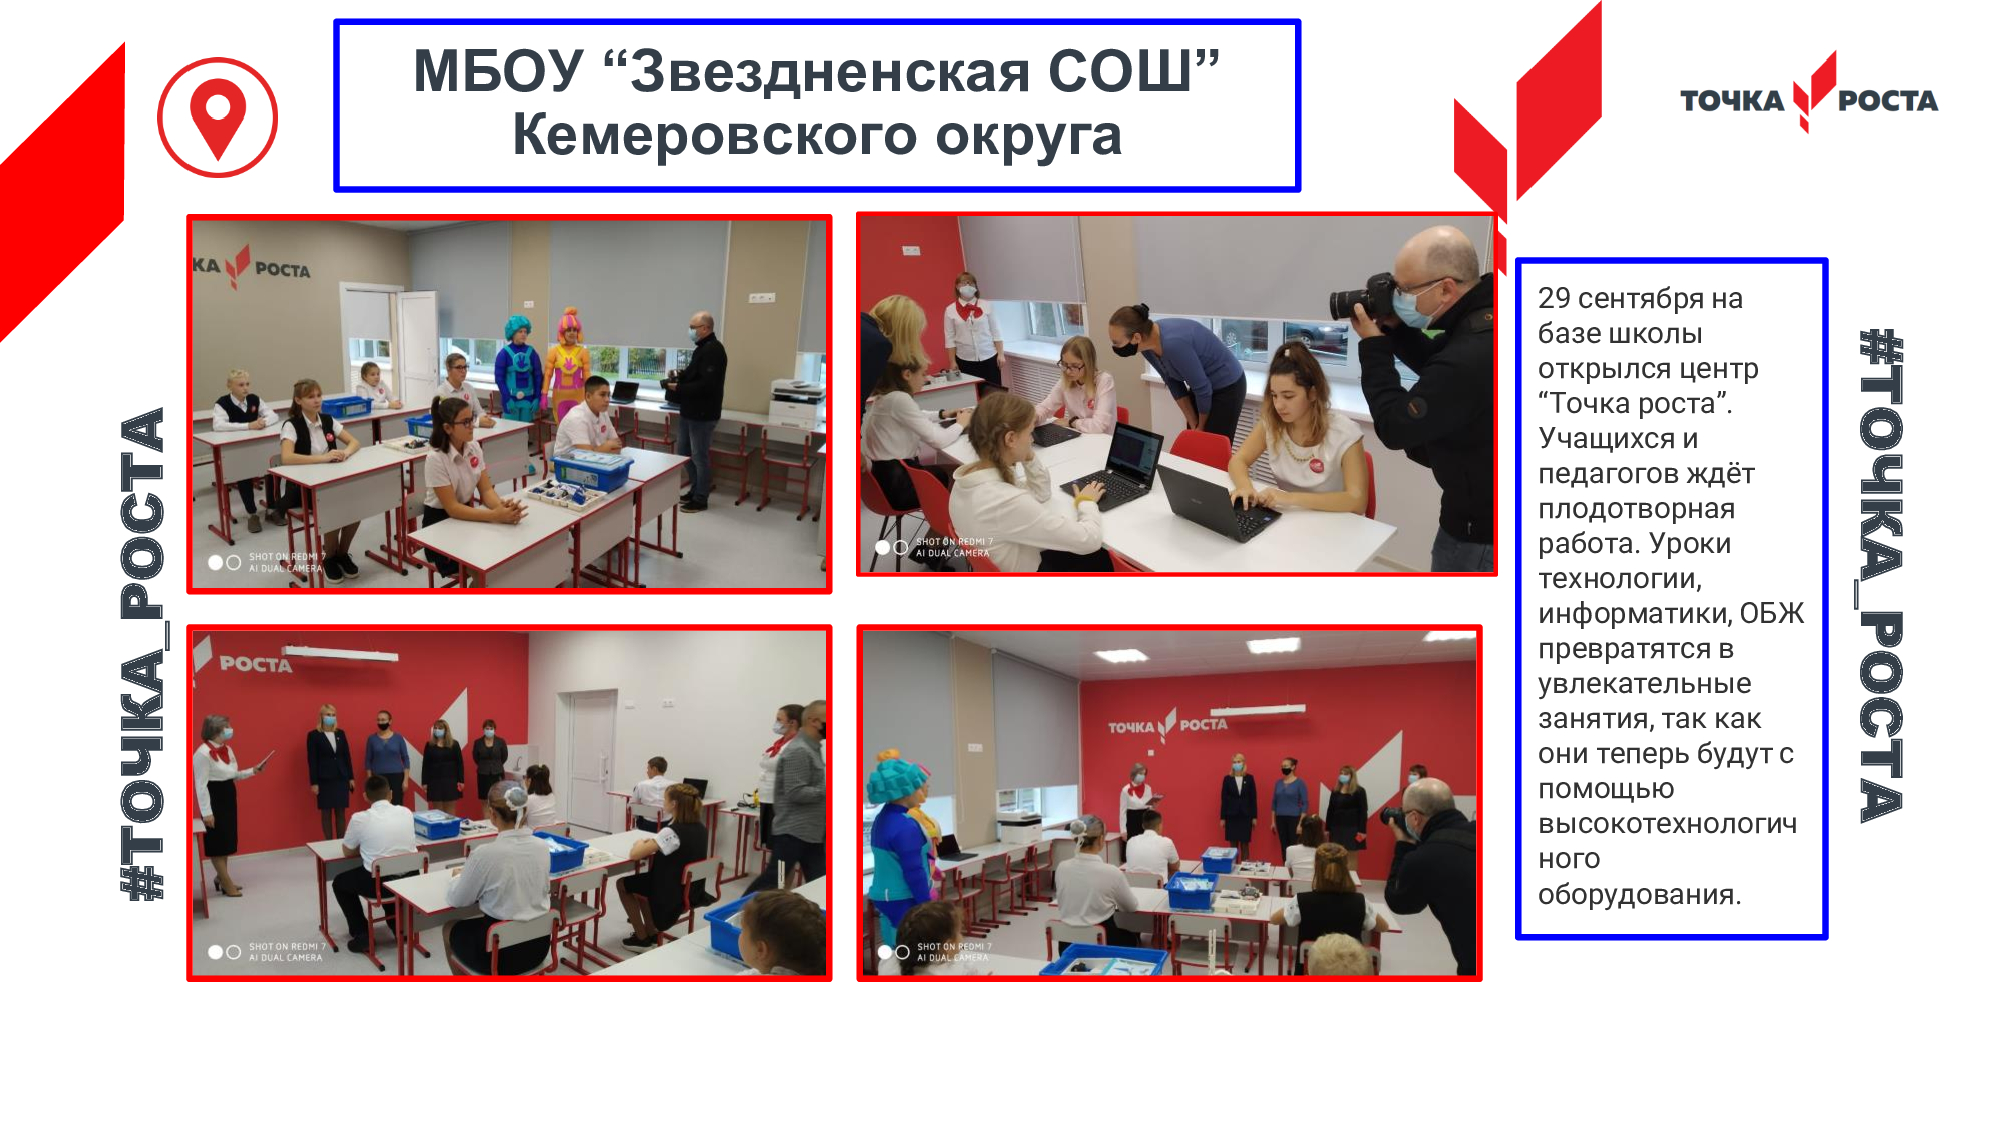 МБОУ “Звездненская СОШ”
Кемеровского округа
ТОЧКА РОСТА
КА РОСТА
SHOT ON REDMI 7
AI DUAL CAMERA
SHOT ON REDMI 7
AI DUAL CAMERA
РОСТА
SHOT ON REDMI 7
AI DUAL CAMERA
ТОЧКА РОСТА
SHOT ON REDMI 7
AI DUAL CAMERA
29 сентября на
базе школы
открылся центр
“Точка роста”.
Учащихся и
педагогов ждёт
плодотворная
работа. Уроки
технологии,
информатики, ОБЖ
превратятся в
увлекательные
занятия, так как
они теперь будут с
помощью
высокотехнологич
ного
оборудования.
#ТОЧКА_РОСТА
#ТОЧКА_РОСТА